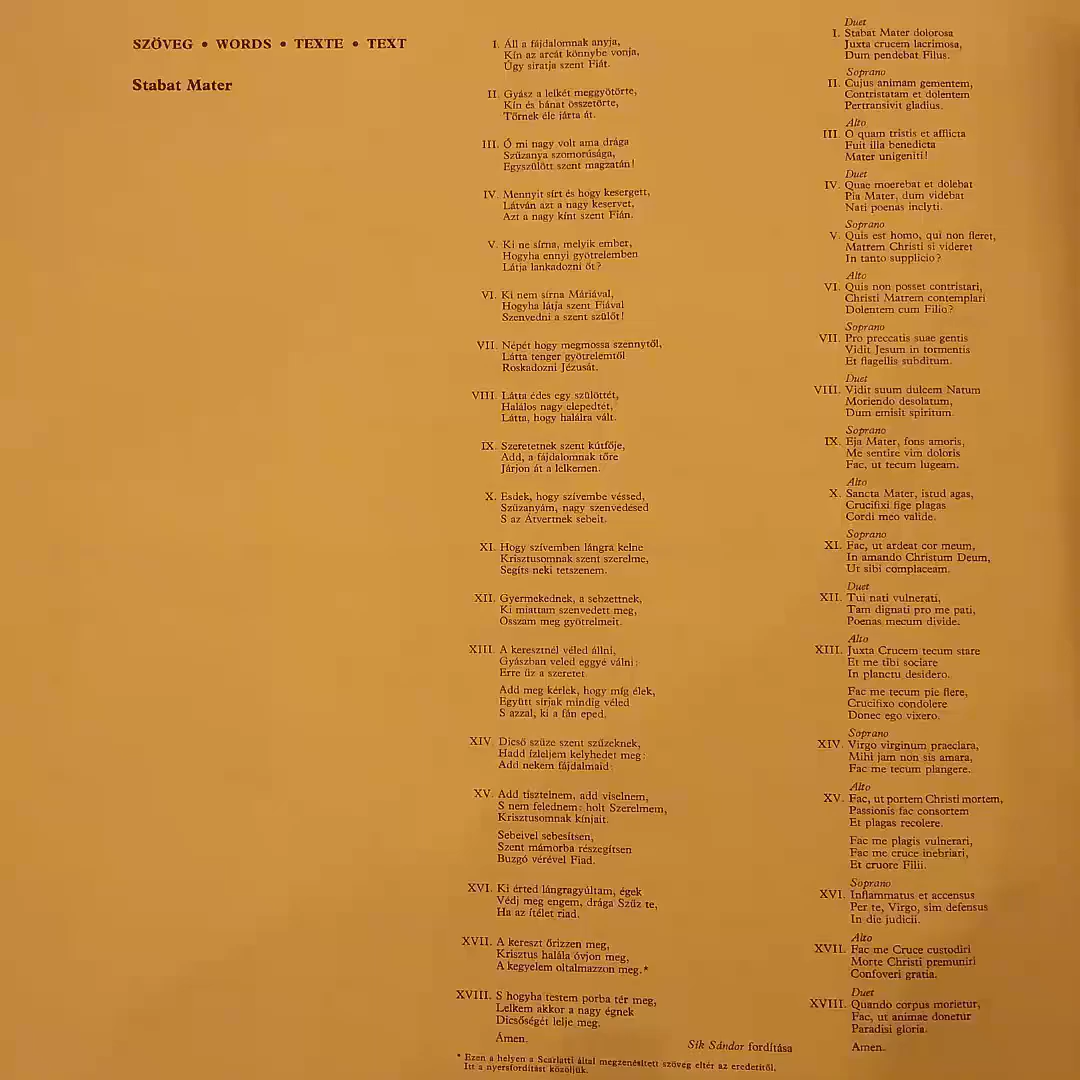 SZÖVEG • WORDS • TEXTE • TEXT
Stabat Mater
I. Áll a fájdalomnak anyja,
Kín az arcát könnybe vonja,
Úgy siratja szent Fiát.
II. Gyász a lelkét meggyötörte,
Kín és bánat összetörte,
Tőrnek éle járta át.
III. Ó mi nagy volt ama drága
Szűzanya szomorúsága,
Egyszülött szent magzatán!
IV. Mennyit sírt és hogy kesergett,
Látván azt a nagy keservet,
Azt a nagy kínt szent Fián.
V. Ki ne sírna, melyik ember,
Hogyha ennyi gyötrelemben
Látja lankadozni őt?
VI. Ki nem sírna Máriával,
Hogyha látja szent Fiával
Szenvedni a szent szülőt!
VII. Népét hogy megmossa szennytől,
Látta tenger gyötrelemtől
Roskadozni Jézusát.
VIII. Látta édes egy szülöttét,
Halálos nagy elepedtét,
Látta, hogy halálra vált.
IX. Szeretetnek szent kútfője,
Add, a fájdalomnak tőre
Járjon át a lelkemen.
X. Esdek, hogy szívembe véssed,
Szűzanyám, nagy szenvedésed
S az Átvertnek sebeit.
XI. Hogy szívemben lángra kelne
Krisztusomnak szent szerelme,
Segíts neki tetszenem.
XII. Gyermekednek, a sebzettnek,
Ki miattam szenvedett meg,
Osszam meg gyötrelmeit.
XIII. A keresztnél véled állni,
Gyászban veled eggyé válni:
Erre űz a szeretet.
Add meg kérlek, hogy míg élek,
Együtt sírjak mindig véled
S azzal, ki a fán eped.
XIV. Dicső szűze szent szűzeknek,
Hadd ízleljem kelyhedet meg:
Add nekem fájdalmaid.
XV. Add tisztelnem, add viselnem,
S nem felednem: holt Szerelmem,
Krisztusomnak kínjait.
Sebeivel sebesítsen,
Szent mámorba részegítsen
Buzgó vérével Fiad.
XVI. Ki érted lángragyúltam, égek
Védj meg engem, drága Szűz te,
Ha az ítélet riad.
XVII. A kereszt őrizzen meg,
Krisztus halála óvjon meg,
A kegyelem oltalmazzon meg.*
XVIII. S hogyha testem porba tér meg,
Lelkem akkor a nagy égnek
Dicsőségét lelje meg.
Ámen.
Sík Sándor fordítása
* Ezen a helyen a Scarlatti által megzenésített szöveg eltér az eredetitől.
Itt a nyersfordítást közöljük.
Duet
I. Stabat Mater dolorosa
Juxta crucem lacrimosa,
Dum pendebat Filus.
Soprano
II. Cujus animam gementem,
Contristatam et dolentem
Pertransivit gladius.
Alto
III. O quam tristis et afflicta
Fuit illa benedicta
Mater unigeniti!
Duet
IV. Quae moerebat et dolebat
Pia Mater, dum videbat
Nati poenas inclyti.
Soprano
V. Quis est homo, qui non fleret,
Matrem Christi si videret
In tanto supplicio?
Alto
VI. Quis non posset contristari,
Christi Matrem contemplari
Dolentem cum Filio?
Soprano
VII. Pro preccatis suae gentis
Vidit Jesum in tormentis
Et flagellis subditum.
Duet
VIII. Vidit suum dulcem Natum
Moriendo desolatum,
Dum emisit spiritum.
Soprano
IX. Eja Mater, fons amoris,
Me sentire vim doloris
Fac, ut tecum lugeam.
Alto
X. Sancta Mater, istud agas,
Crucifixi fige plagas
Cordi meo valide.
Soprano
XI. Fac, ut ardeat cor meum,
In amando Christum Deum,
Ut sibi complaceam.
Duet
XII. Tui nati vulnerati,
Tam dignati pro me pati,
Poenas mecum divide.
Alto
XIII. Juxta Crucem tecum stare
Et me tibi sociare
In planctu desidero.
Fac me tecum pie flere,
Crucifixo condolere
Donec ego vixero.
Soprano
XIV. Virgo virginum praeclara,
Mihi jam non sis amara,
Fac me tecum plangere.
Alto
XV. Fac, ut portem Christi mortem,
Passionis fac consortem
Et plagas recolere.
Fac me plagis vulnerari,
Fac me cruce inebriari,
Et cruore Filii.
Soprano
XVI. Inflammatus et accensus
Per te, Virgo, sim defensus
In die judicii.
Alto
XVII. Fac me Cruce custodiri
Morte Christi premuniri
Confoveri gratia.
Duet
XVIII. Quando corpus morietur,
Fac, ut animae donetur
Paradisi gloria.
Amen.